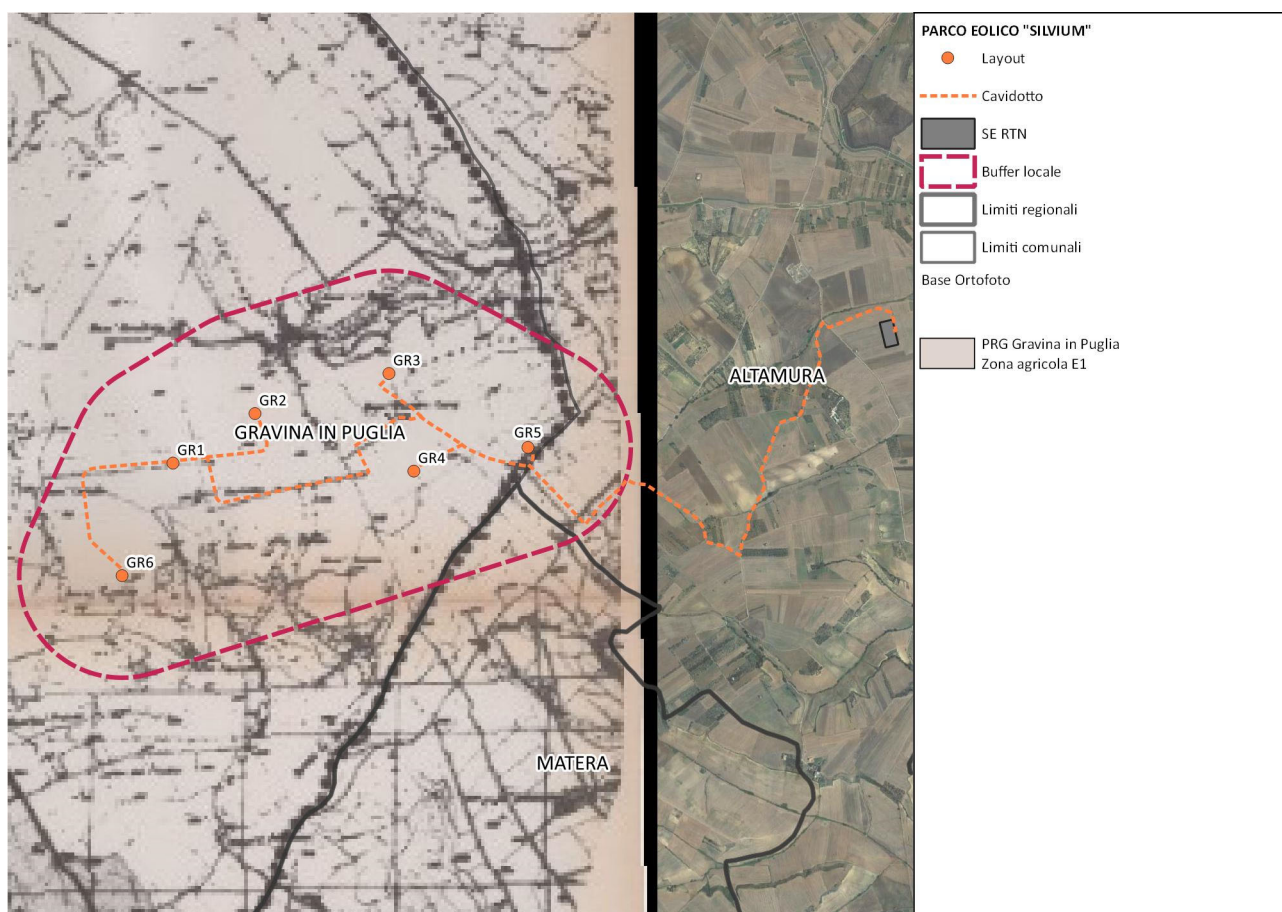 PARCO EOLICO "SILVIUM"
Layout
Cavidotto
SE RTN
Buffer locale
Limiti regionali
Limiti comunali
Base Ortofoto
PRG Gravina in Puglia
Zona agricola E1
GR3
ALTAMURA
GR2
GRAVINA IN PUGLIA
GR5
GR1
GR4
GR6
MATERA